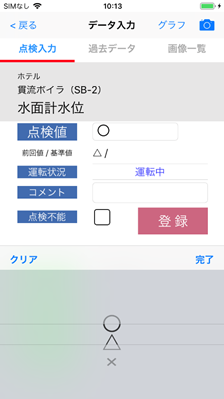 SIMなし 10:13
< 戻る データ入力 グラフ
点検入力 過去データ 画像一覧
ホテル
貫流ボイラ（SB-2）
水面計水位
点検値 ○
前回値 / 基準値 △ /
運転状況 運転中
コメント
点検不能 登録
クリア 完了
○
△
×